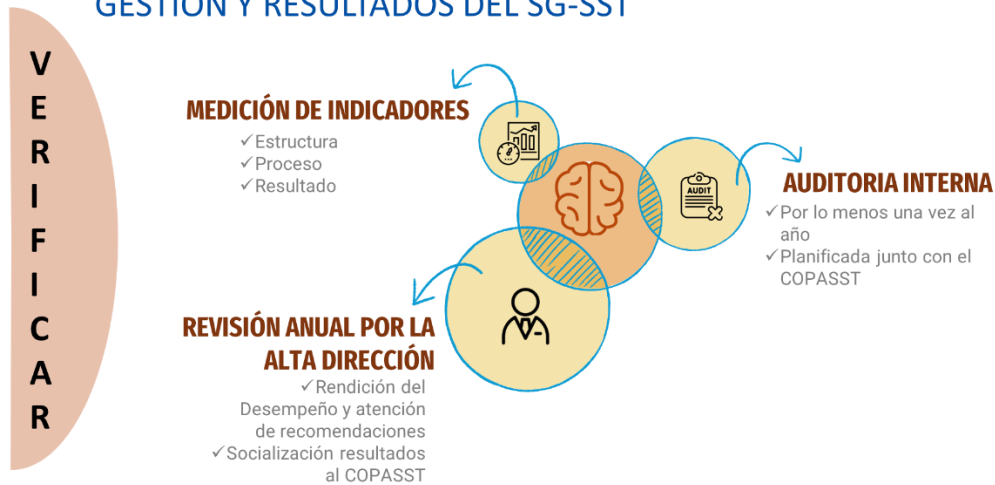 GESTIÓN Y RESULTADOS DEL SG-SST
VERIFICAR
MEDICIÓN DE INDICADORES
✓Estructura
✓Proceso
✓Resultado
AUDIT
AUDITORIA INTERNA
✓Por lo menos una vez al
año
✓Planificada junto con el
COPASST
REVISIÓN ANUAL POR LA
ALTA DIRECCIÓN
✓Rendición del
Desempeño y atención
de recomendaciones
✓Socialización resultados
al COPASST